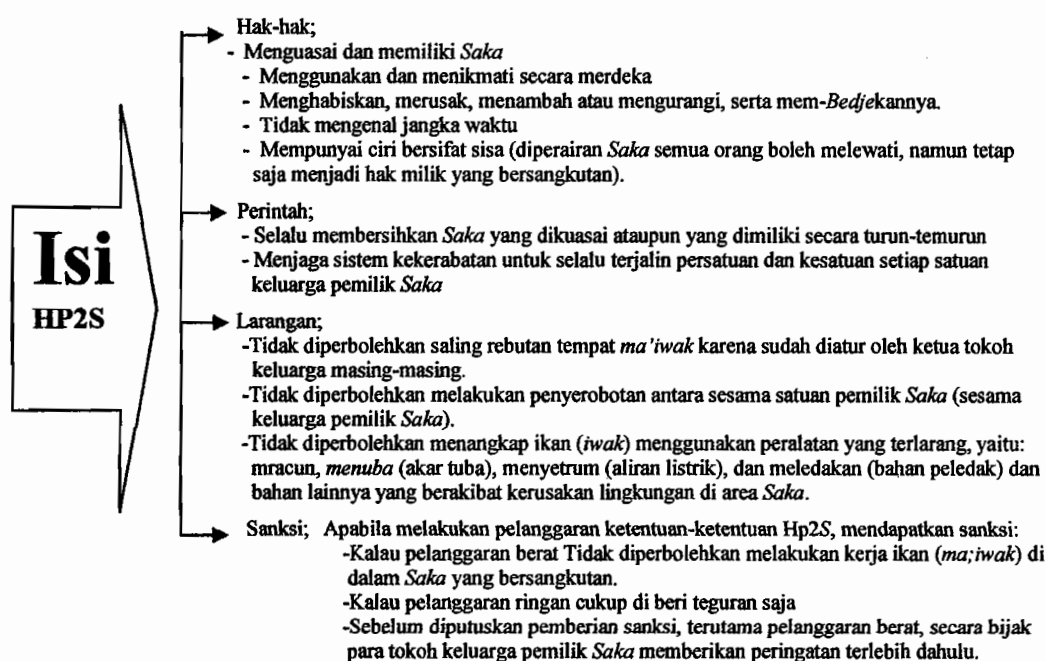 Isi
HP2S
Hak-hak;
- Menguasai dan memiliki Saka
- Menggunakan dan menikmati secara merdeka
- Menghabiskan, merusak, menambah atau mengurangi, serta mem-Bedjekannya.
- Tidak mengenal jangka waktu
- Mempunyai ciri bersifat sisa (diperairan Saka semua orang boleh melewati, namun tetap
saja menjadi hak milik yang bersangkutan).
Perintah;
- Selalu membersihkan Saka yang dikuasai ataupun yang dimiliki secara turun-temurun
- Menjaga sistem kekerabatan untuk selalu terjalin persatuan dan kesatuan setiap satuan
keluarga pemilik Saka
Larangan;
-Tidak diperbolehkan saling rebutan tempat ma'iwak karena sudah diatur oleh ketua tokoh
keluarga masing-masing.
-Tidak diperbolehkan melakukan penyerobotan antara sesama satuan pemilik Saka (sesama
keluarga pemilik Saka).
-Tidak diperbolehkan menangkap ikan (iwak) menggunakan peralatan yang terlarang, yaitu:
mracun, menuba (akar tuba), menyetrum (aliran listrik), dan meledakan (bahan peledak) dan
bahan lainnya yang berakibat kerusakan lingkungan di area Saka.
Sanksi; Apabila melakukan pelanggaran ketentuan-ketentuan Hp2S, mendapatkan sanksi:
-Kalau pelanggaran berat Tidak diperbolehkan melakukan kerja ikan (ma;iwak) di
dalam Saka yang bersangkutan.
-Kalau pelanggaran ringan cukup di beri teguran saja
-Sebelum diputuskan pemberian sanksi, terutama pelanggaran berat, secara bijak
para tokoh keluarga pemilik Saka memberikan peringatan terlebih dahulu.